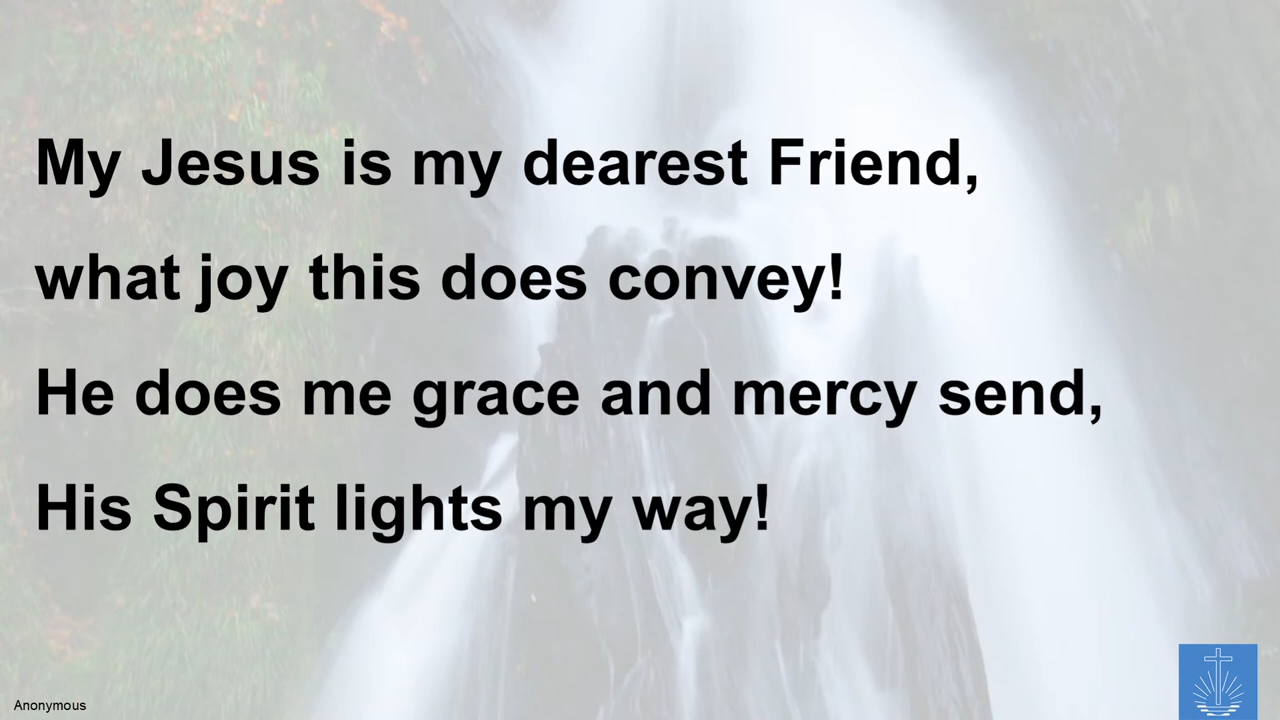 My Jesus is my dearest Friend,
what joy this does convey!
He does me grace and mercy send,
His Spirit lights my way!
Anonymous